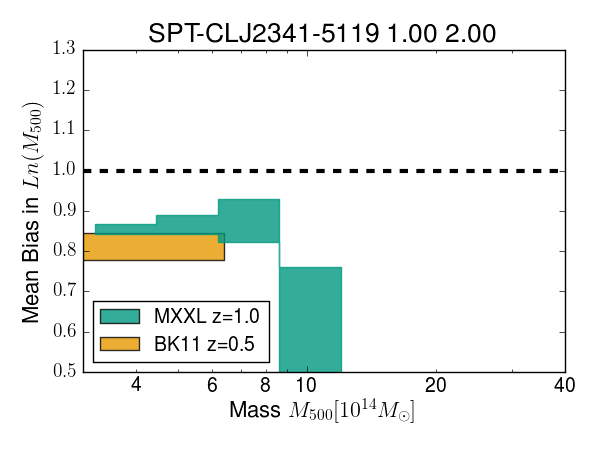 SPT-CLJ2341-5119 1.00 2.00
1.3
1.2
1.1
1.0
0.9
0.8
0.7
0.6
0.5
Mean Bias in Ln(M500)
MXXL z=1.0
BK11 z=0.5
4 6 8 10 20 40
Mass M500[10^14 M⊙]